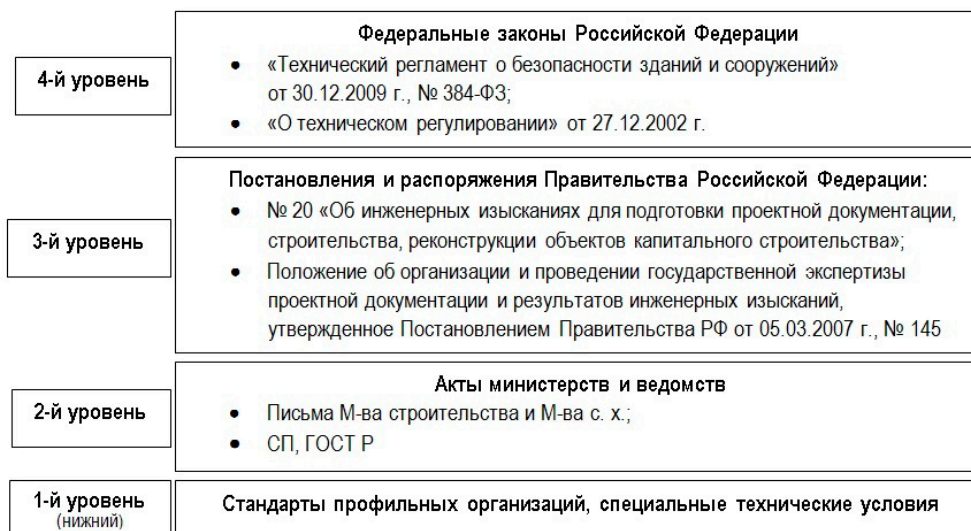 4-й уровень
Федеральные законы Российской Федерации
• «Технический регламент о безопасности зданий и сооружений»
от 30.12.2009 г., № 384-ФЗ;
• «О техническом регулировании» от 27.12.2002 г.
3-й уровень
Постановления и распоряжения Правительства Российской Федерации:
• № 20 «Об инженерных изысканиях для подготовки проектной документации,
строительства, реконструкции объектов капитального строительства»;
• Положение об организации и проведении государственной экспертизы
проектной документации и результатов инженерных изысканий,
утвержденное Постановлением Правительства РФ от 05.03.2007 г., № 145
2-й уровень
Акты министерств и ведомств
• Письма М-ва строительства и М-ва с. х.;
• СП, ГОСТ Р
1-й уровень
(нижний)
Стандарты профильных организаций, специальные технические условия